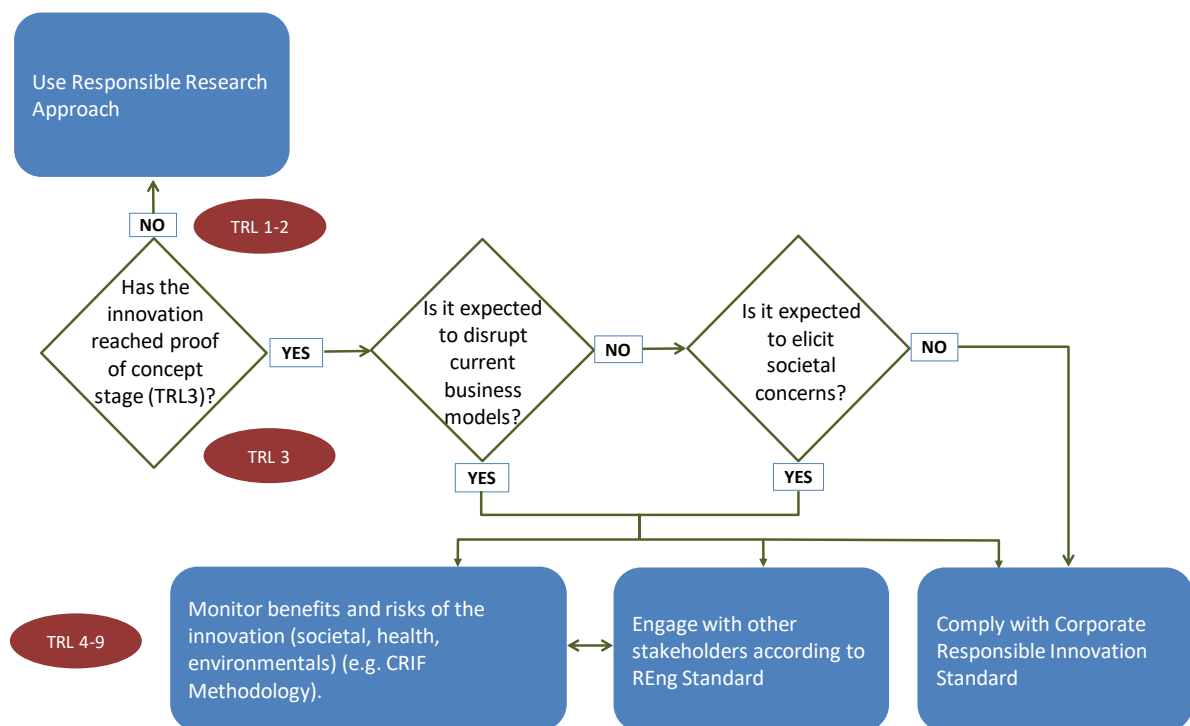 Use Responsible Research
Approach
NO
TRL 1-2
Has the
innovation
reached proof
of concept
stage (TRL3)?
YES
TRL 3
Is it expected
to disrupt
current
business
models?
NO
YES
Is it expected
to elicit
societal
concerns?
NO
YES
TRL 4-9
Monitor benefits and risks of the
innovation (societal, health,
environmentals) (e.g. CRIF
Methodology).
Engage with other
stakeholders according to
REng Standard
Comply with Corporate
Responsible Innovation
Standard